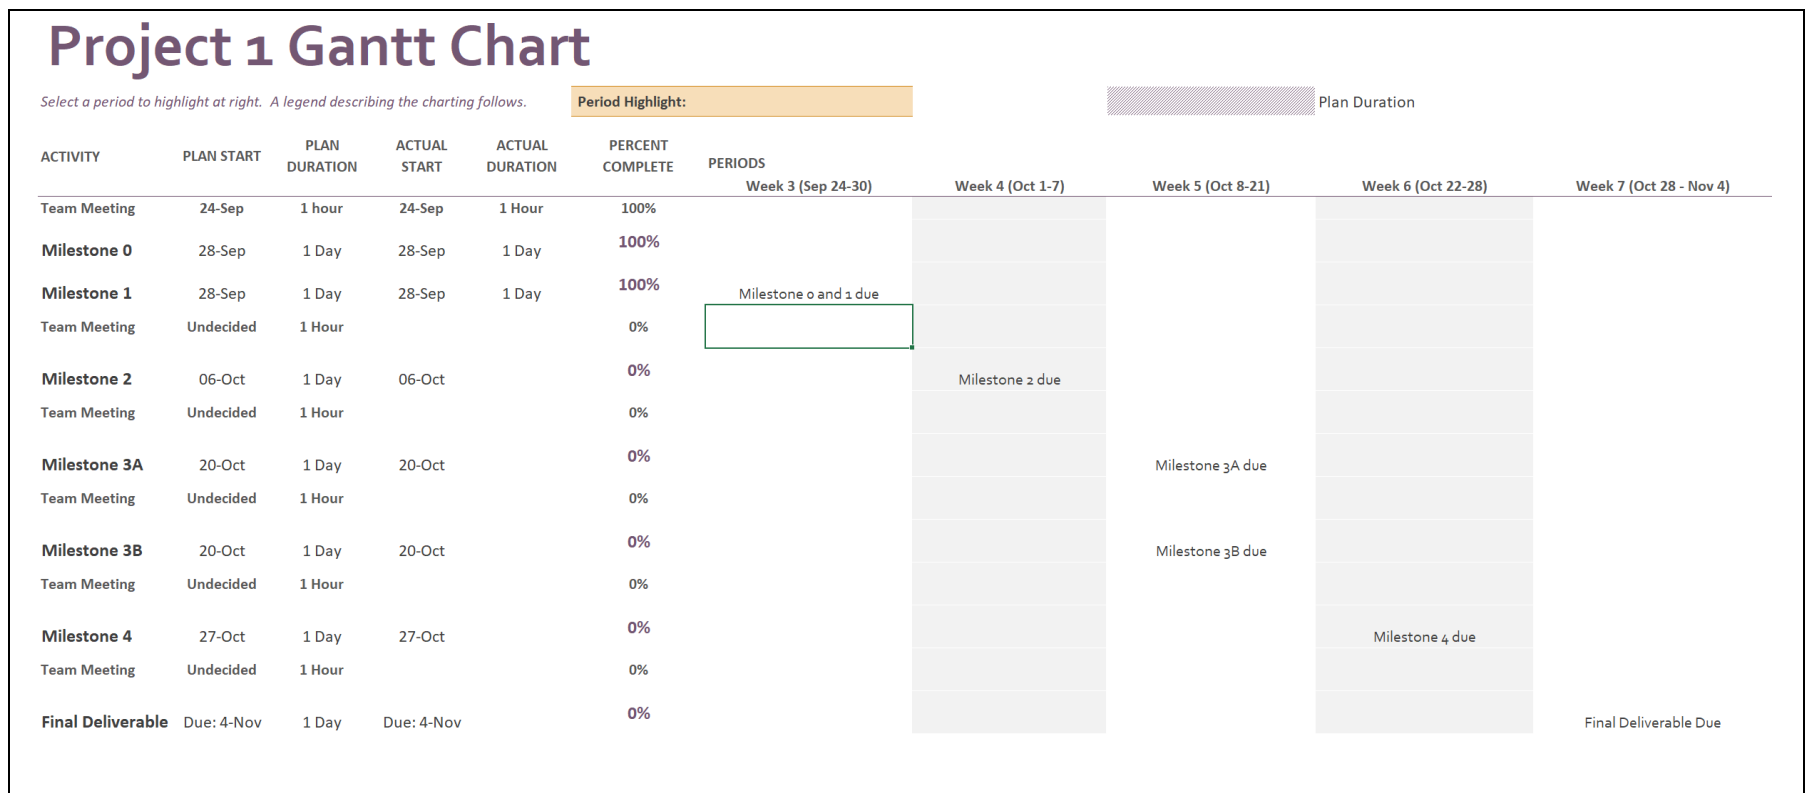 Project 1 Gantt Chart
Select a period to highlight at right.  A legend describing the charting follows.
Period Highlight:
Plan Duration
ACTIVITY PLAN START PLAN DURATION ACTUAL START ACTUAL DURATION PERCENT COMPLETE PERIODS
Week 3 (Sep 24-30) Week 4 (Oct 1-7) Week 5 (Oct 8-21) Week 6 (Oct 22-28) Week 7 (Oct 28 - Nov 4)
Team Meeting 24-Sep 1 hour 24-Sep 1 Hour 100%
Milestone 0 28-Sep 1 Day 28-Sep 1 Day 100%
Milestone 1 28-Sep 1 Day 28-Sep 1 Day 100% Milestone 0 and 1 due
Team Meeting Undecided 1 Hour 0%
Milestone 2 06-Oct 1 Day 06-Oct 0% Milestone 2 due
Team Meeting Undecided 1 Hour 0%
Milestone 3A 20-Oct 1 Day 20-Oct 0% Milestone 3A due
Team Meeting Undecided 1 Hour 0%
Milestone 3B 20-Oct 1 Day 20-Oct 0% Milestone 3B due
Team Meeting Undecided 1 Hour 0%
Milestone 4 27-Oct 1 Day 27-Oct 0% Milestone 4 due
Team Meeting Undecided 1 Hour 0%
Final Deliverable Due: 4-Nov 1 Day Due: 4-Nov 0% Final Deliverable Due